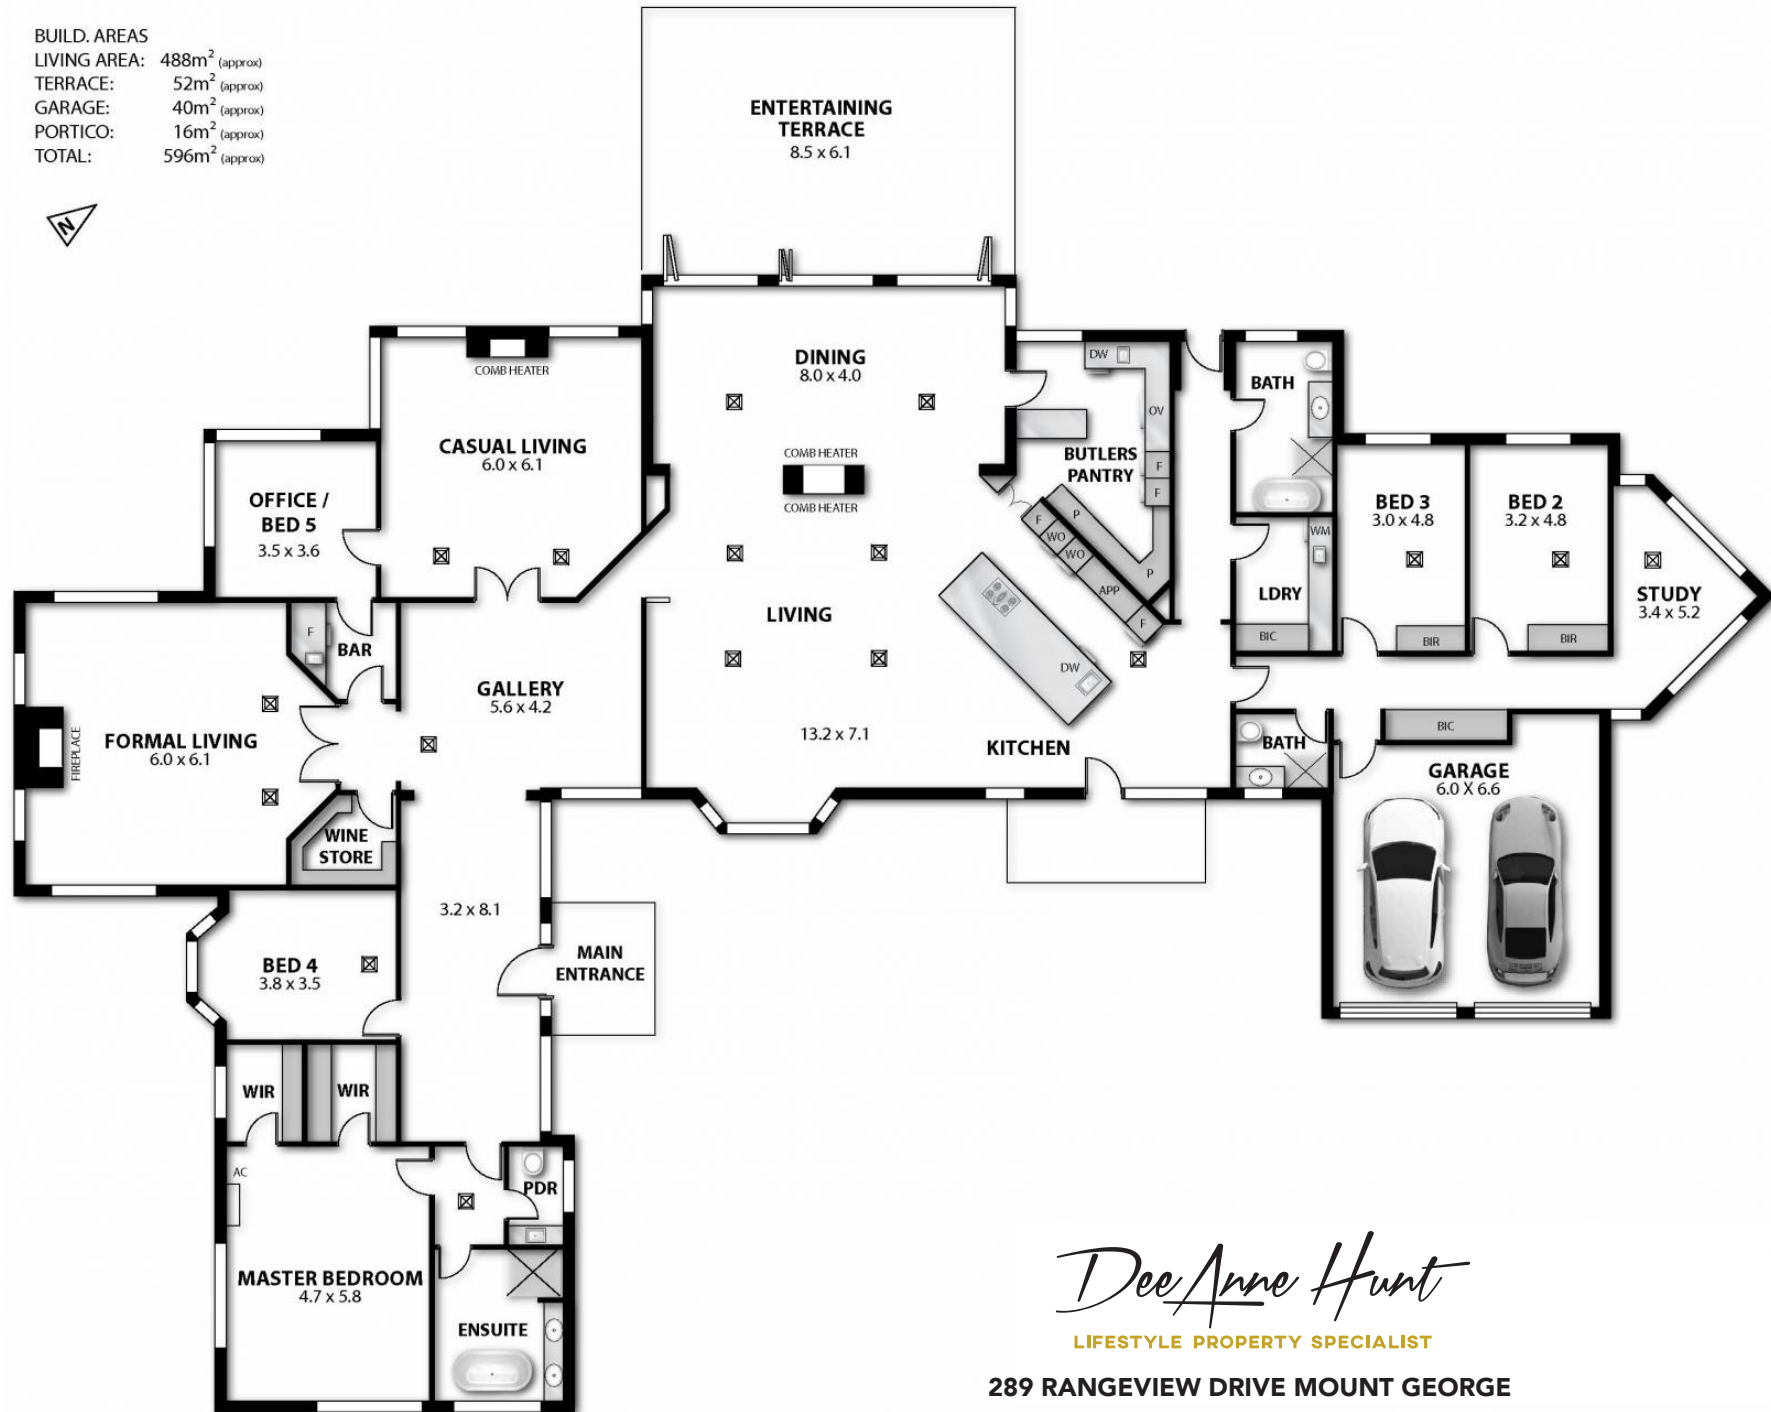 BUILD. AREAS
LIVING AREA: 488m² (approx)
TERRACE: 52m² (approx)
GARAGE: 40m² (approx)
PORTICO: 16m² (approx)
TOTAL: 596m² (approx)
N
ENTERTAINING
TERRACE
8.5 x 6.1
COMB HEATER
DINING
8.0 x 4.0
DW
BATH
OV
CASUAL LIVING
6.0 x 6.1
COMB HEATER
COMB HEATER
BUTLERS
PANTRY
F
F
P
F
WO
WO
APP
P
F
OFFICE /
BED 5
3.5 x 3.6
BED 3
3.0 x 4.8
BIR
BED 2
3.2 x 4.8
BIR
WM
LDRY
BIC
STUDY
3.4 x 5.2
LIVING
13.2 x 7.1
DW
KITCHEN
F
BAR
GALLERY
5.6 x 4.2
FORMAL LIVING
6.0 x 6.1
FIREPLACE
BIC
BATH
GARAGE
6.0 X 6.6
WINE
STORE
3.2 x 8.1
MAIN
ENTRANCE
BED 4
3.8 x 3.5
WIR
WIR
AC
PDR
MASTER BEDROOM
4.7 x 5.8
ENSUITE
DeeAnne Hunt
LIFESTYLE PROPERTY SPECIALIST
289 RANGEVIEW DRIVE MOUNT GEORGE